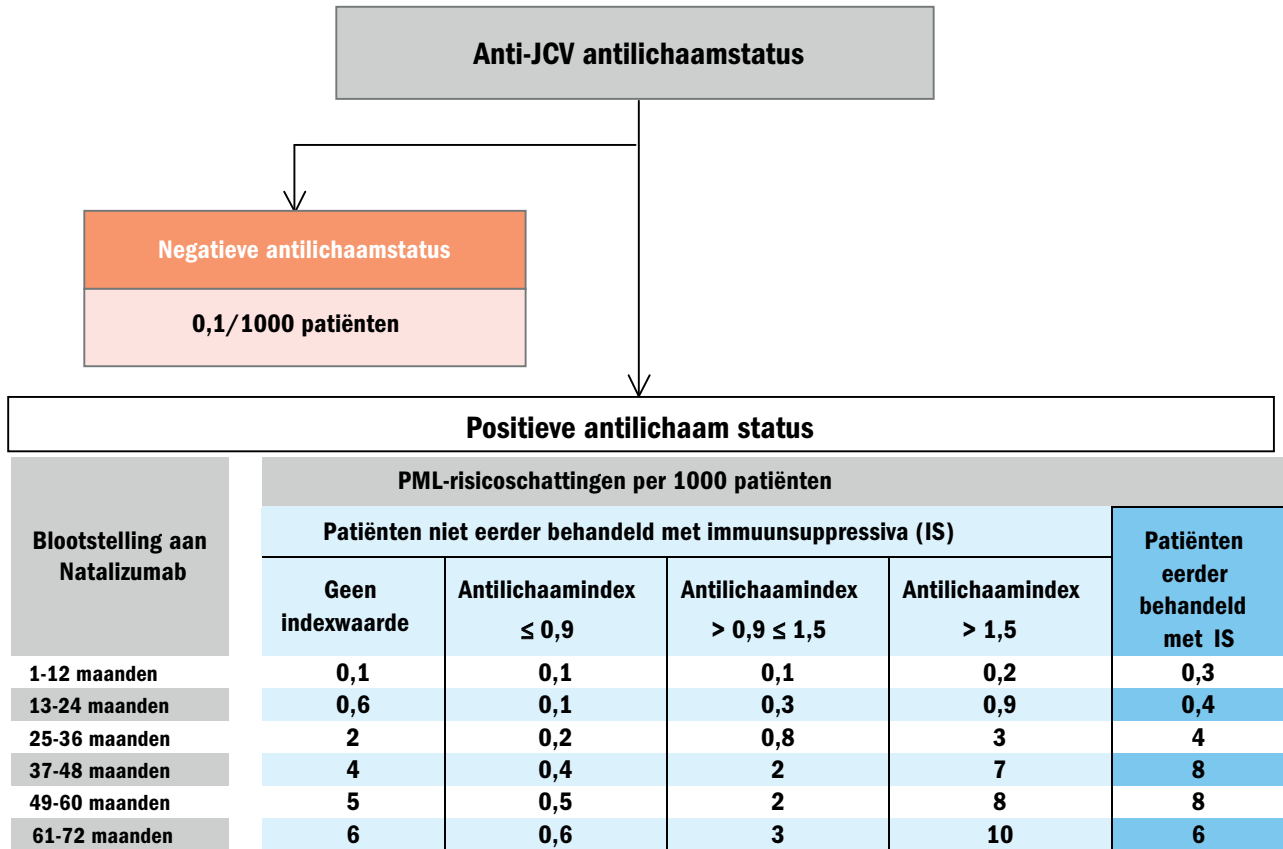 Anti-JCV antilichaamstatus
Negatieve antilichaamstatus
0,1/1000 patiënten
Positieve antilichaam status
Blootstelling aan
Natalizumab
PML-risicoschattingen per 1000 patiënten
Patiënten niet eerder behandeld met immuunsuppressiva (IS)
Patiënten
eerder
behandeld
met IS
Geen
indexwaarde
Antilichaamindex
≤ 0,9
Antilichaamindex
> 0,9 ≤ 1,5
Antilichaamindex
> 1,5
1-12 maanden 0,1 0,1 0,1 0,2 0,3
13-24 maanden 0,6 0,1 0,3 0,9 0,4
25-36 maanden 2 0,2 0,8 3 4
37-48 maanden 4 0,4 2 7 8
49-60 maanden 5 0,5 2 8 8
61-72 maanden 6 0,6 3 10 6